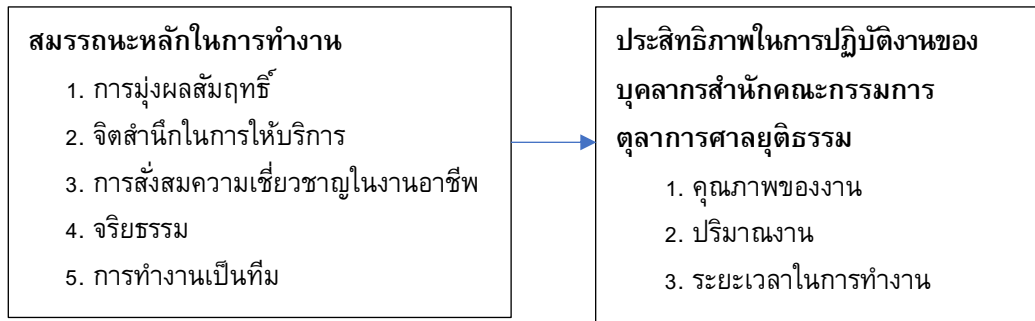 สมรรถนะหลักในการทำงาน
1. การมุ่งผลสัมฤทธิ์
2. จิตสำนึกในการให้บริการ
3. การสั่งสมความเชี่ยวชาญในงานอาชีพ
4. จริยธรรม
5. การทำงานเป็นทีม
ประสิทธิภาพในการปฏิบัติงานของ
บุคลากรสำนักคณะกรรมการ
ตุลาการศาลยุติธรรม
1. คุณภาพของงาน
2. ปริมาณงาน
3. ระยะเวลาในการทำงาน